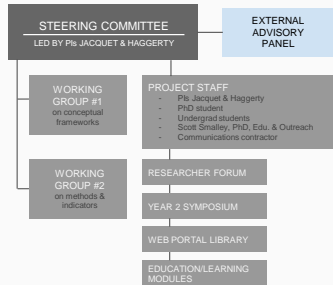 STEERING COMMITTEE
LED BY PIs JACQUET & HAGGERTY
EXTERNAL
ADVISORY
PANEL
WORKING
GROUP #1
on conceptual
frameworks
WORKING
GROUP #2
on methods &
indicators
PROJECT STAFF
- PIs Jacquet & Haggerty
- PhD student
- Undergrad students
- Scott Smalley, PhD, Edu. & Outreach
- Communications contractor
RESEARCHER FORUM
YEAR 2 SYMPOSIUM
WEB PORTAL LIBRARY
EDUCATION/LEARNING
MODULES